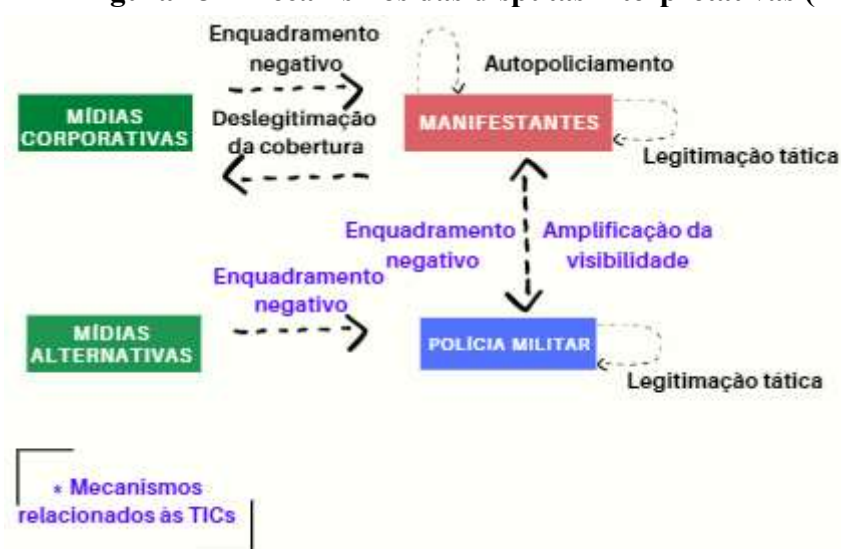 Enquadramento
negativo
Autopoliciamento
MÍDIAS
CORPORATIVAS
Deslegitimação
da cobertura
MANIFESTANTES
Legitimação tática
Enquadramento
negativo
Amplificação da
visibilidade
Enquadramento
negativo
MÍDIAS
ALTERNATIVAS
POLÍCIA MILITAR
Legitimação tática
* Mecanismos
relacionados às TICs